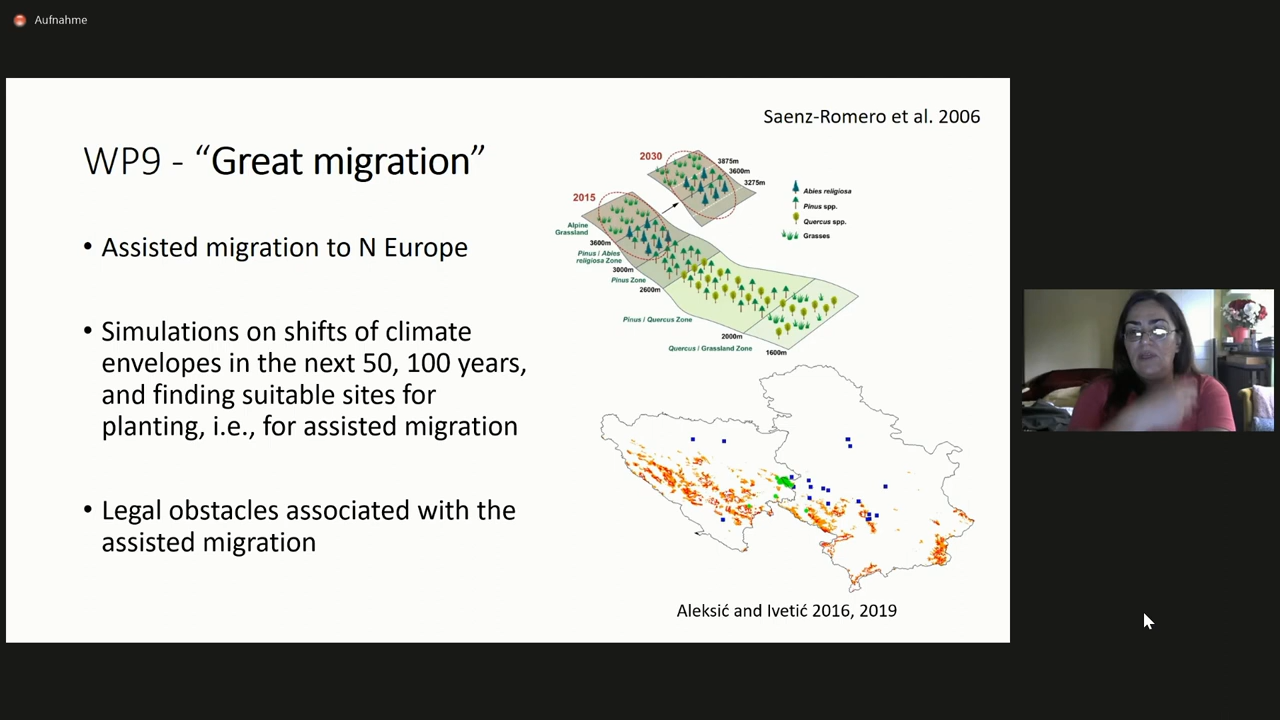 Aufnahme
Saenz-Romero et al. 2006
WP9 - “Great migration”
• Assisted migration to N Europe
• Simulations on shifts of climate
envelopes in the next 50, 100 years,
and finding suitable sites for
planting, i.e., for assisted migration
• Legal obstacles associated with the
assisted migration
2030
3875m
3600m
3275m
2015
Alpine
Grassland
3600m
Pinus / Abies
religiosa Zone
3000m
Pinus Zone
2600m
Pinus / Quercus Zone
2000m
Quercus / Grassland Zone
1600m
Abies religiosa
Pinus spp.
Quercus spp.
Grasses
Aleksić and Ivetić 2016, 2019